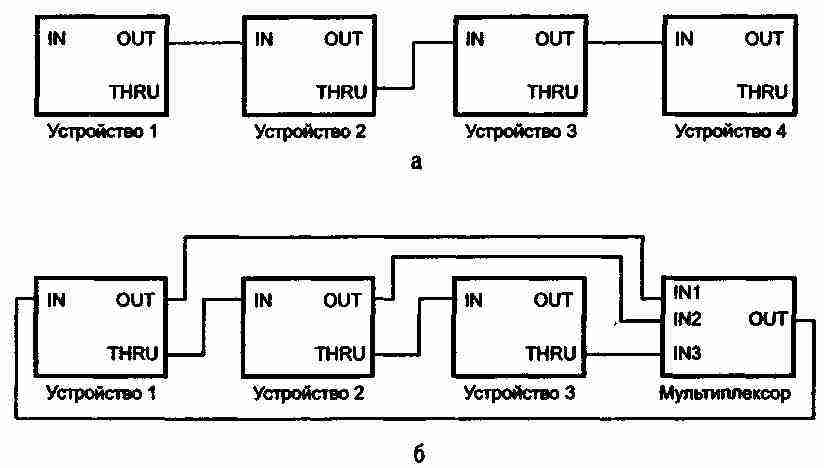 IN OUT IN OUT IN OUT IN OUT
THRU THRU THRU THRU
Устройство 1 Устройство 2 Устройство 3 Устройство 4
а
IN OUT IN OUT IN OUT IN1
IN2 OUT
THRU THRU THRU IN3
Устройство 1 Устройство 2 Устройство 3 Мультиплексор
б